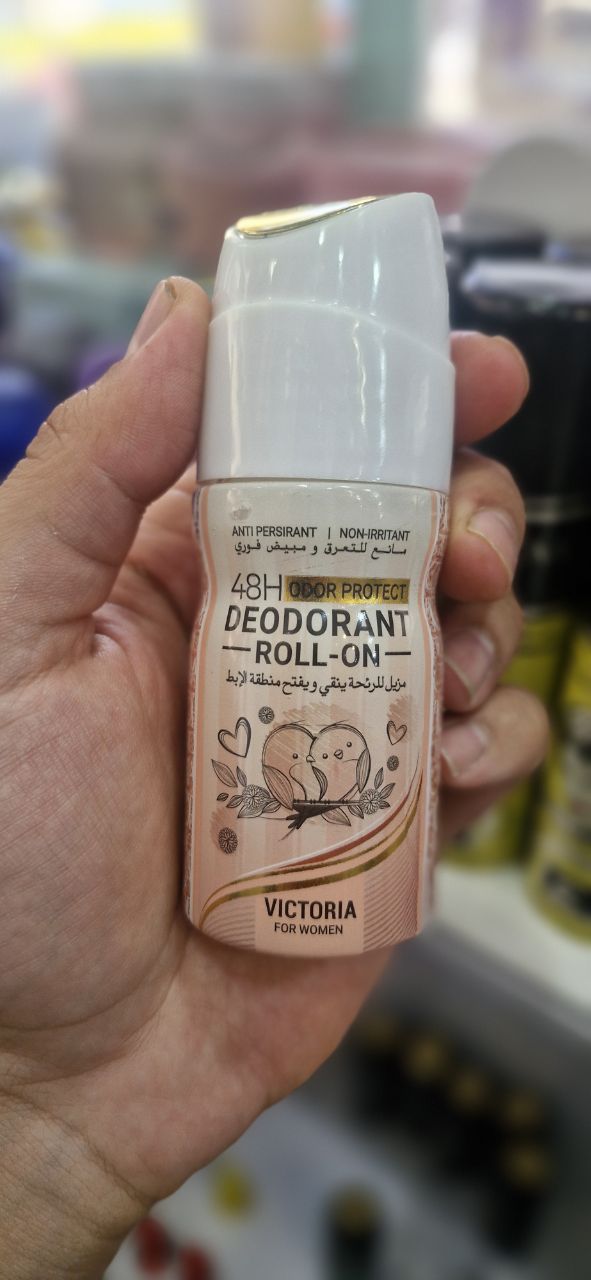 ANTI PERSIRANT | NON-IRRITANT
مانع للتعرق و مبيض فوري
48H ODOR PROTECT
DEODORANT
ROLL-ON
مزيل للرئحة ينقي ويفتح منطقة الإبط
VICTORIA
FOR WOMEN